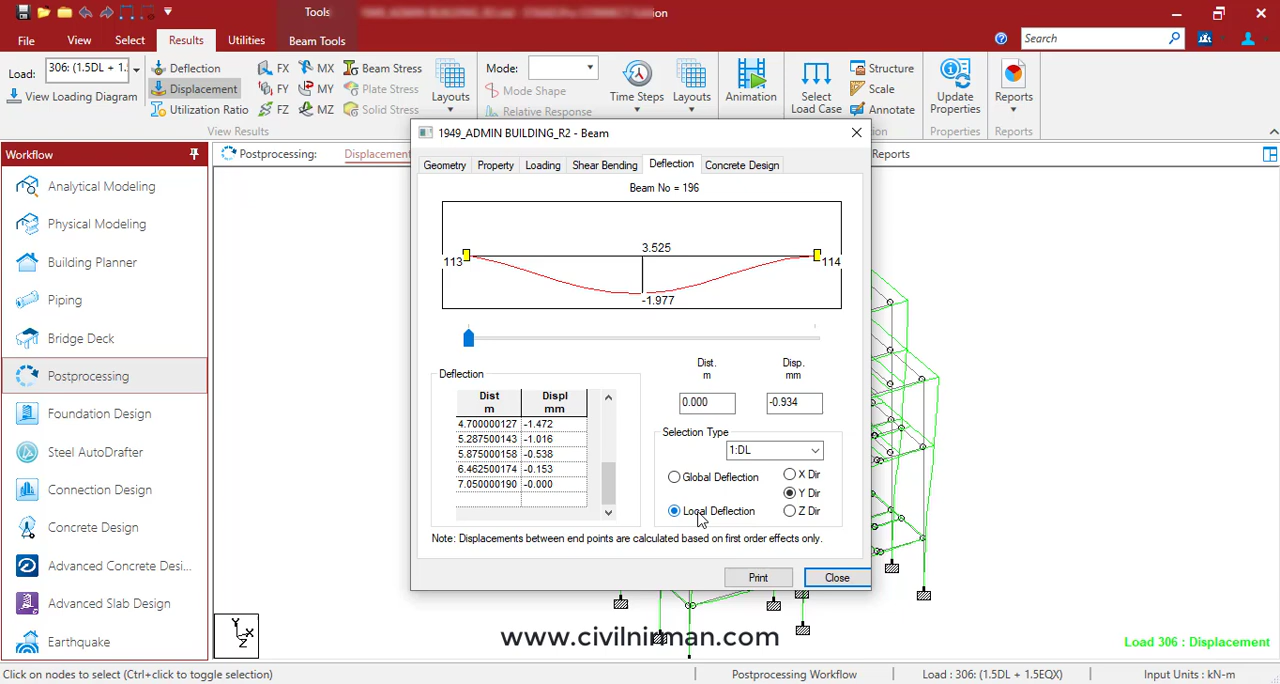 Tools
1949_ADMIN BUILDING_R2
ion
File View Select Results Utilities Beam Tools
Search
Load: 306: (1.5DL + 1.
View Loading Diagram
Deflection
Displacement
Utilization Ratio
FX MX
FY MY
FZ MZ
Beam Stress
Plate Stress
Solid Stress
Layouts
View Results
Mode:
Mode Shape
Relative Response
Time Steps
Layouts
Animation
Select
Load Case
Structure
Scale
Annotate
Update
Properties
Properties
Reports
Reports
Workflow
Analytical Modeling
Physical Modeling
Building Planner
Piping
Bridge Deck
Postprocessing
Foundation Design
Steel AutoDrafter
Connection Design
Concrete Design
Advanced Concrete Desi...
Advanced Slab Design
Earthquake
Postprocessing: Displacement
Reports
1949_ADMIN BUILDING_R2 - Beam
Geometry Property Loading Shear Bending Deflection Concrete Design
Beam No = 196
3.525
113
114
-1.977
Dist.
m
Disp.
mm
0.000
-0.934
Deflection
Dist
m
Displ
mm
4.700000127 -1.472
5.287500143 -1.016
5.875000158 -0.538
6.462500174 -0.153
7.050000190 -0.000
Selection Type
1:DL
Global Deflection
Local Deflection
X Dir
Y Dir
Z Dir
Note: Displacements between end points are calculated based on first order effects only.
Print Close
Y
X
Z
www.civilnirman.com
Load 306 : Displacement
Click on nodes to select (Ctrl+click to toggle selection)
Postprocessing Workflow
Load : 306: (1.5DL + 1.5EQX)
Input Units : kN-m